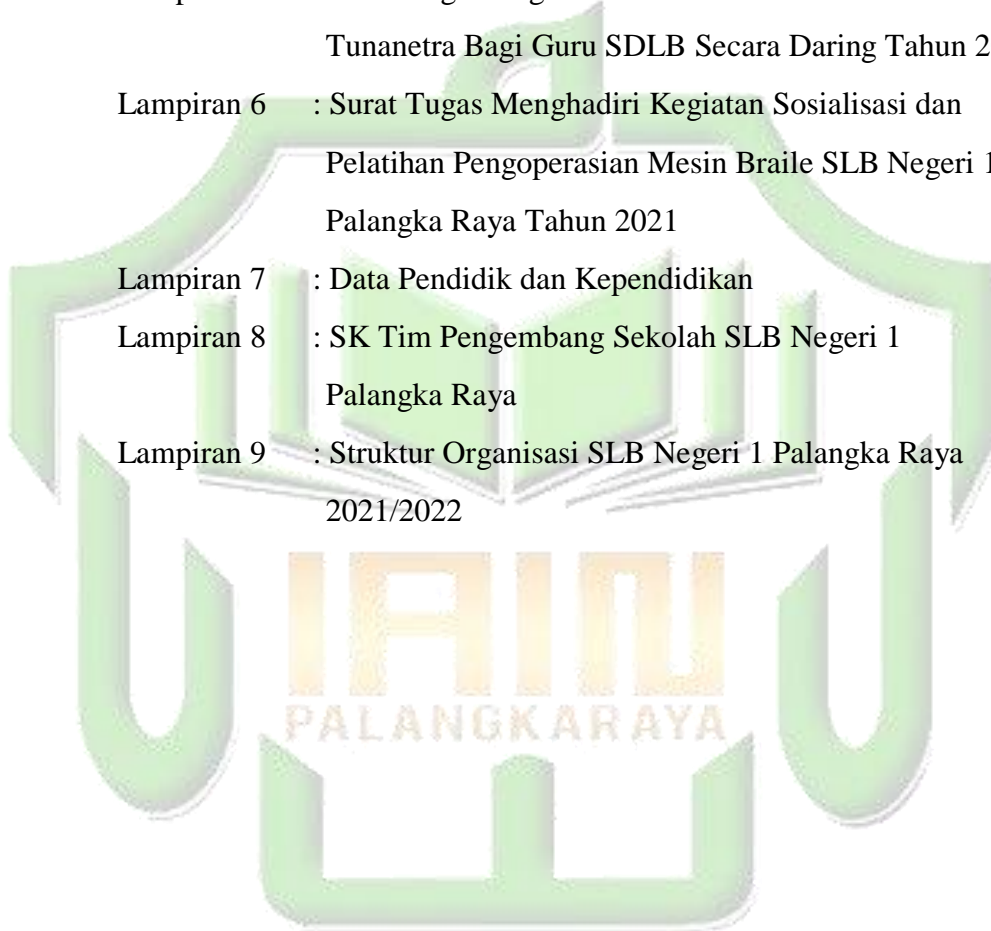 Tunanetra Bagi Guru SDLB Secara Daring Tahun 2
Lampiran 6 : Surat Tugas Menghadiri Kegiatan Sosialisasi dan
Pelatihan Pengoperasian Mesin Braile SLB Negeri 1
Palangka Raya Tahun 2021
Lampiran 7 : Data Pendidik dan Kependidikan
Lampiran 8 : SK Tim Pengembang Sekolah SLB Negeri 1
Palangka Raya
Lampiran 9 : Struktur Organisasi SLB Negeri 1 Palangka Raya
2021/2022
IAIN
PALANGKARAYA